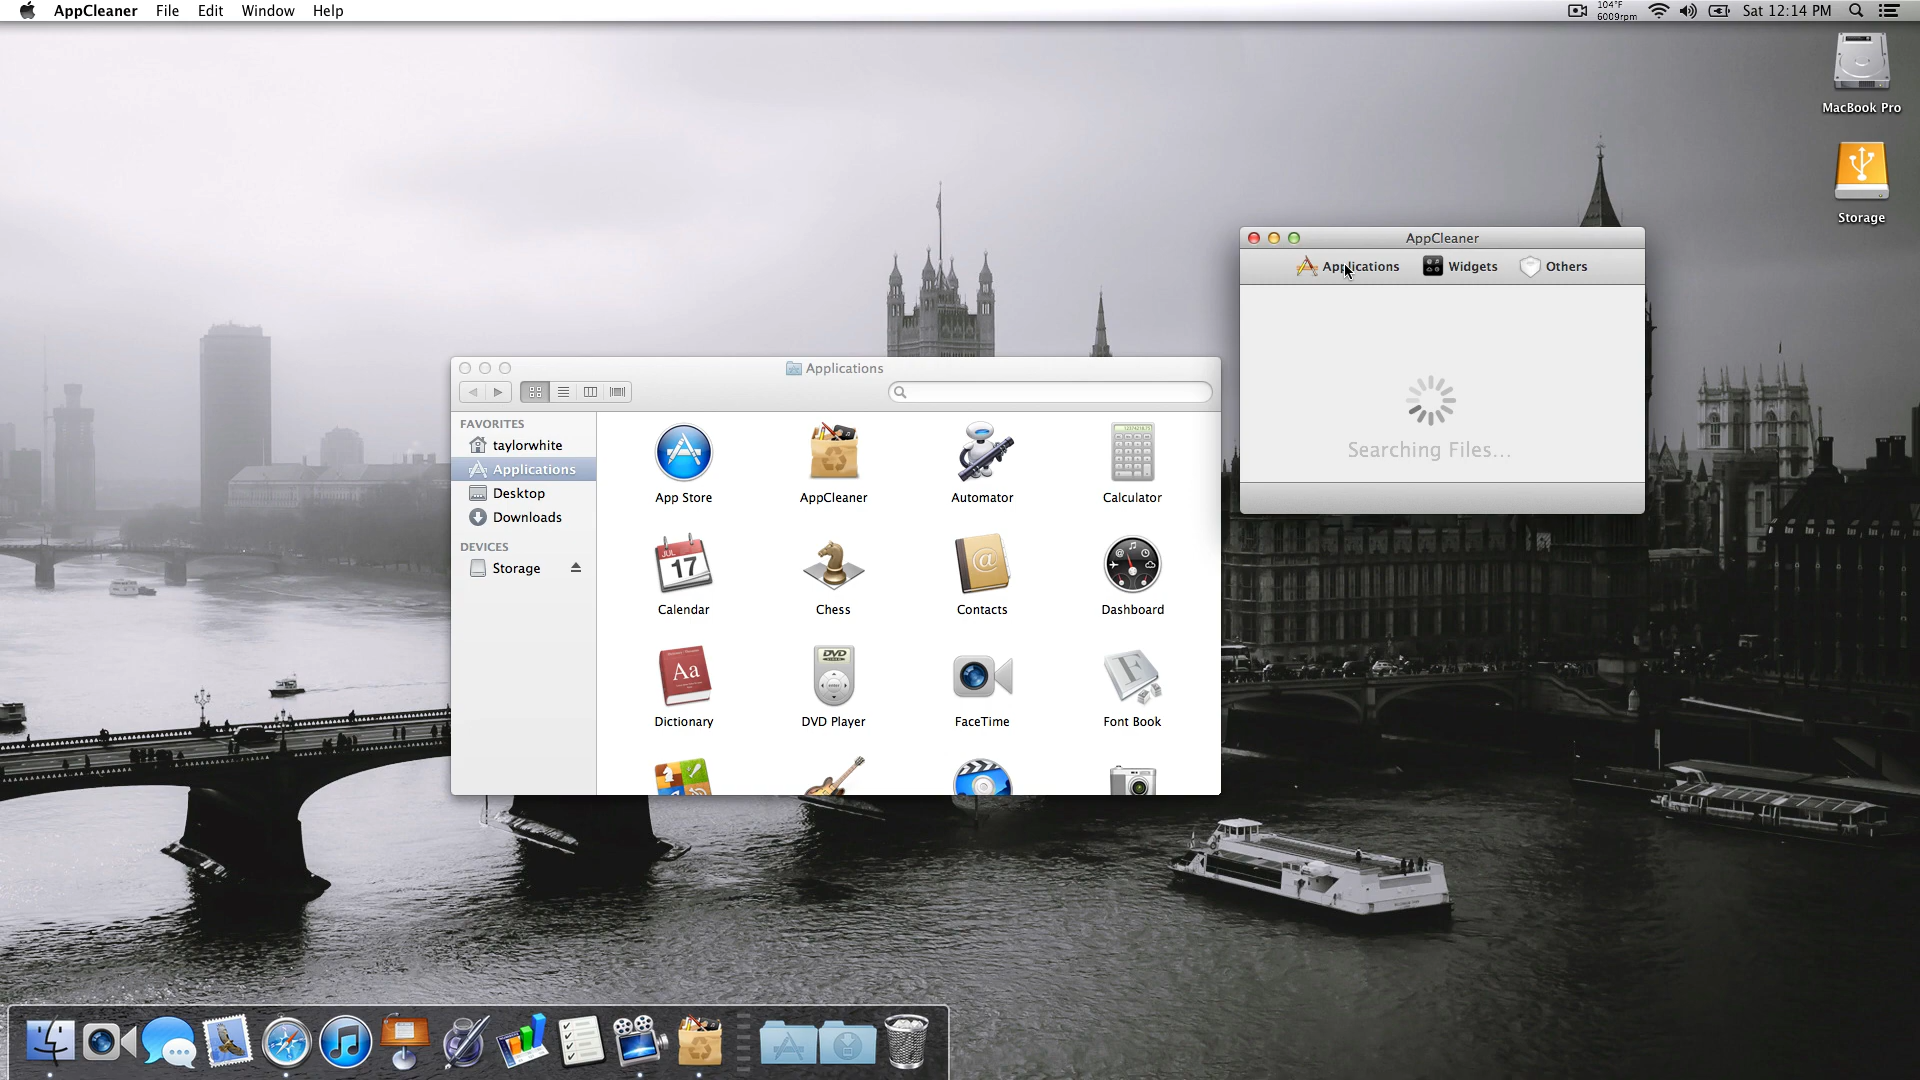 AppCleaner File Edit Window Help
104°F
6009rpm
Sat 12:14 PM
MacBook Pro
Storage
AppCleaner
Applications Widgets Others
Searching Files...
Applications
FAVORITES
taylorwhite
Applications
Desktop
Downloads
DEVICES
Storage
App Store AppCleaner Automator Calculator
JUL
17
@
Calendar Chess Contacts Dashboard
Aa
DVD
F
Dictionary DVD Player FaceTime Font Book